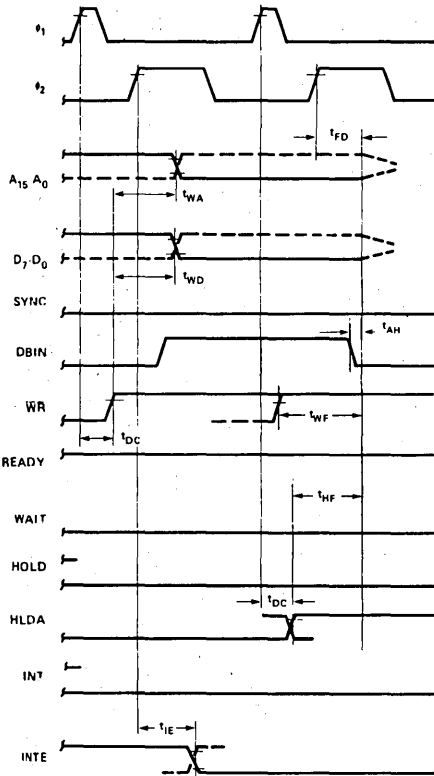 ϕ1
ϕ2
tFD
A15·A0
tWA
D7·D0
tWD
SYNC
tAH
DBIN
W̅R̅
tWF
tDC
READY
tHF
WAIT
HOLD
tDC
HLDA
INT
tIE
INTE